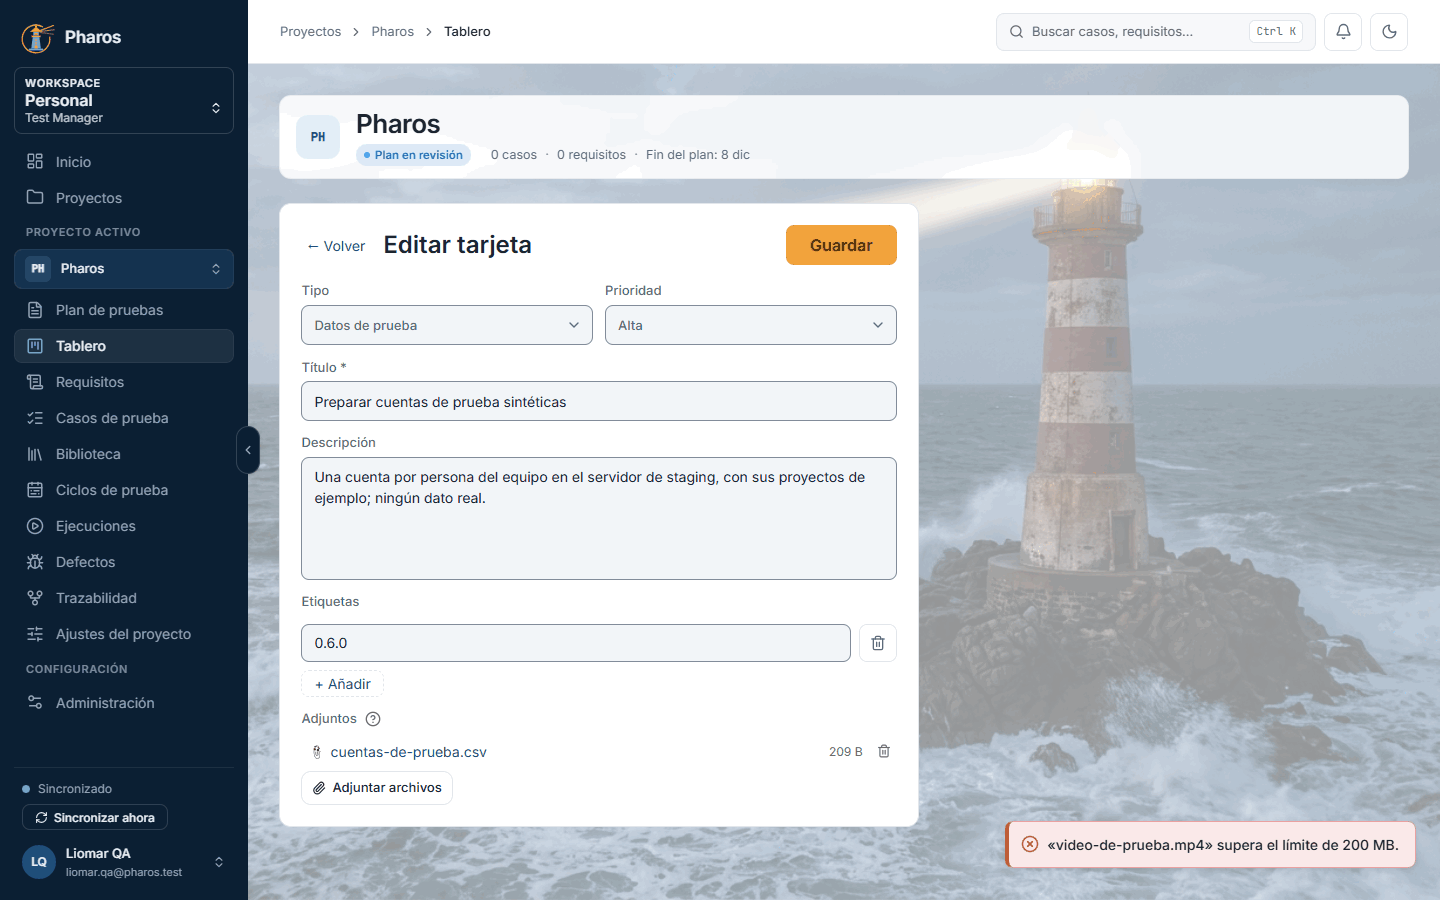 Pharos
WORKSPACE
Personal
Test Manager
Inicio
Proyectos
PROYECTO ACTIVO
PH Pharos
Plan de pruebas
Tablero
Requisitos
Casos de prueba
Biblioteca
Ciclos de prueba
Ejecuciones
Defectos
Trazabilidad
Ajustes del proyecto
CONFIGURACIÓN
Administración
Sincronizado
Sincronizar ahora
LQ
Liomar QA
liomar.qa@pharos.test
Proyectos > Pharos > Tablero
Buscar casos, requisitos... Ctrl K
PH
Pharos
Plan en revisión 0 casos · 0 requisitos · Fin del plan: 8 dic
← Volver Editar tarjeta Guardar
Tipo Prioridad
Datos de prueba Alta
Título *
Preparar cuentas de prueba sintéticas
Descripción
Una cuenta por persona del equipo en el servidor de staging, con sus proyectos de
ejemplo; ningún dato real.
Etiquetas
0.6.0
+ Añadir
Adjuntos ?
cuentas-de-prueba.csv 209 B
Adjuntar archivos
«video-de-prueba.mp4» supera el límite de 200 MB.